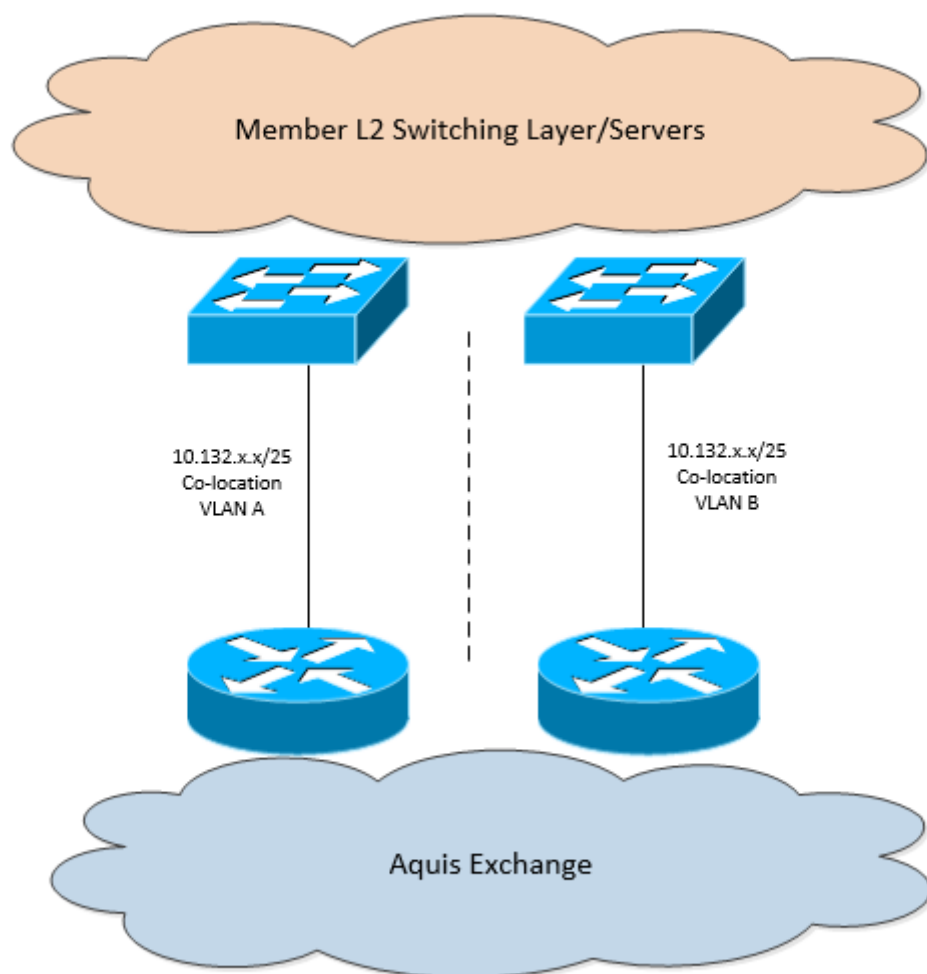 Member L2 Switching Layer/Servers
10.132.x.x/25
Co-location
VLAN A
10.132.x.x/25
Co-location
VLAN B
Aquis Exchange